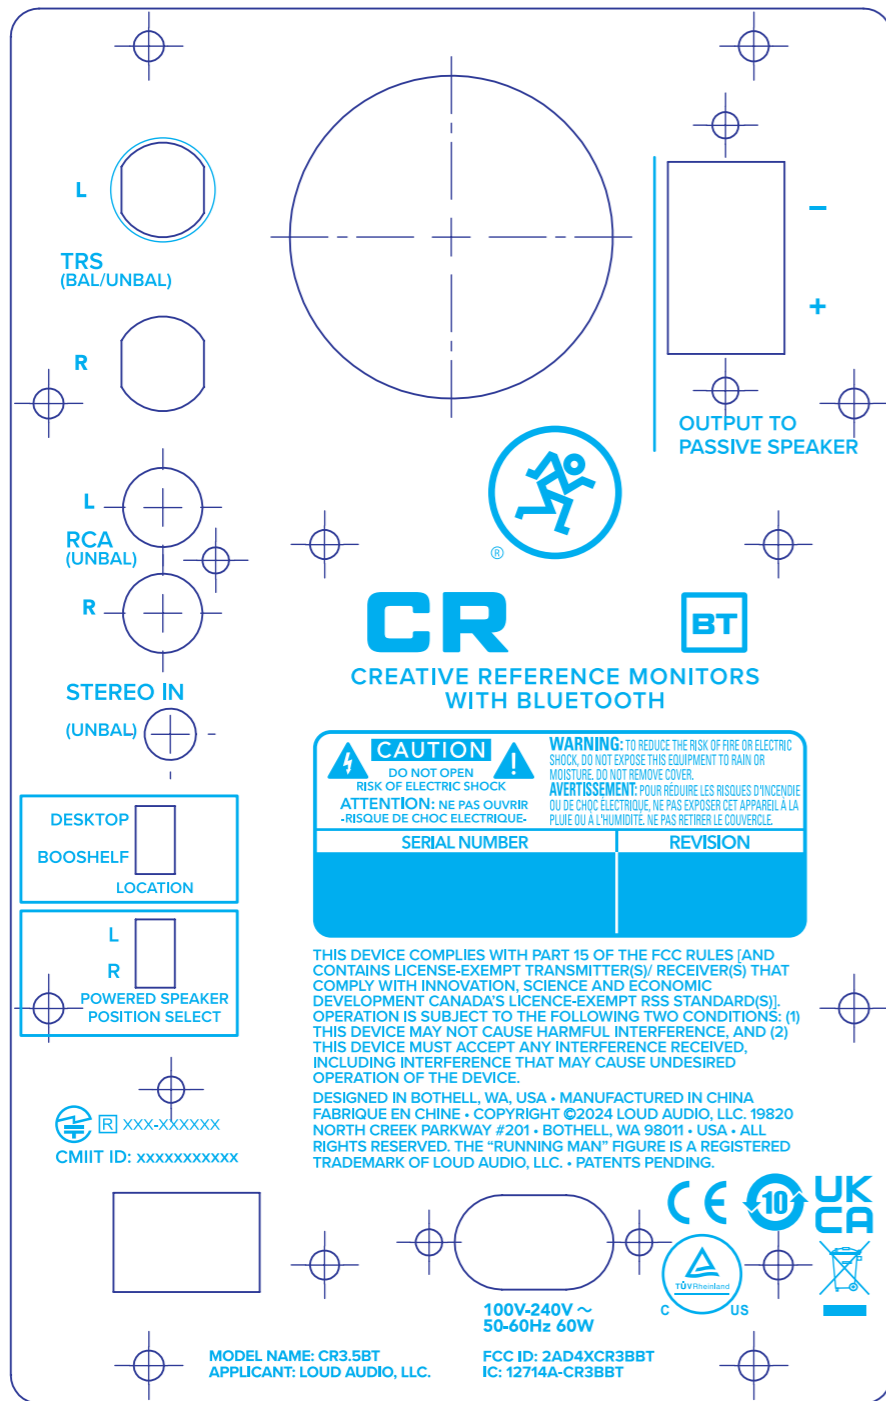 L
TRS
(BAL/UNBAL)
R
−
+
OUTPUT TO
PASSIVE SPEAKER
L
RCA
(UNBAL)
R
STEREO IN
(UNBAL)
®
CR
BT
CREATIVE REFERENCE MONITORS
WITH BLUETOOTH
CAUTION
DO NOT OPEN
RISK OF ELECTRIC SHOCK
ATTENTION: NE PAS OUVRIR
-RISQUE DE CHOC ELECTRIQUE-
WARNING: TO REDUCE THE RISK OF FIRE OR ELECTRIC
SHOCK, DO NOT EXPOSE THIS EQUIPMENT TO RAIN OR
MOISTURE. DO NOT REMOVE COVER.
AVERTISSEMENT: POUR RÉDUIRE LES RISQUES D'INCENDIE
OU DE CHOC ÉLECTRIQUE, NE PAS EXPOSER CET APPAREIL À LA
PLUIE OU À L'HUMIDITÉ. NE PAS RETIRER LE COUVERCLE.
SERIAL NUMBER
REVISION
DESKTOP
BOOSHELF
LOCATION
L
R
POWERED SPEAKER
POSITION SELECT
THIS DEVICE COMPLIES WITH PART 15 OF THE FCC RULES [AND
CONTAINS LICENSE-EXEMPT TRANSMITTER(S)/ RECEIVER(S) THAT
COMPLY WITH INNOVATION, SCIENCE AND ECONOMIC
DEVELOPMENT CANADA'S LICENCE-EXEMPT RSS STANDARD(S)].
OPERATION IS SUBJECT TO THE FOLLOWING TWO CONDITIONS: (1)
THIS DEVICE MAY NOT CAUSE HARMFUL INTERFERENCE, AND (2)
THIS DEVICE MUST ACCEPT ANY INTERFERENCE RECEIVED,
INCLUDING INTERFERENCE THAT MAY CAUSE UNDESIRED
OPERATION OF THE DEVICE.
DESIGNED IN BOTHELL, WA, USA • MANUFACTURED IN CHINA
FABRIQUE EN CHINE • COPYRIGHT ©2024 LOUD AUDIO, LLC. 19820
NORTH CREEK PARKWAY #201 • BOTHELL, WA 98011 • USA • ALL
RIGHTS RESERVED. THE “RUNNING MAN” FIGURE IS A REGISTERED
TRADEMARK OF LOUD AUDIO, LLC. • PATENTS PENDING.
R XXX-XXXXXX
CMIIT ID: xxxxxxxxxxx
CE
10
UK
CA
TÜVRheinland
C US
100V-240V ～
50-60Hz 60W
MODEL NAME: CR3.5BT
APPLICANT: LOUD AUDIO, LLC.
FCC ID: 2AD4XCR3BBT
IC: 12714A-CR3BBT